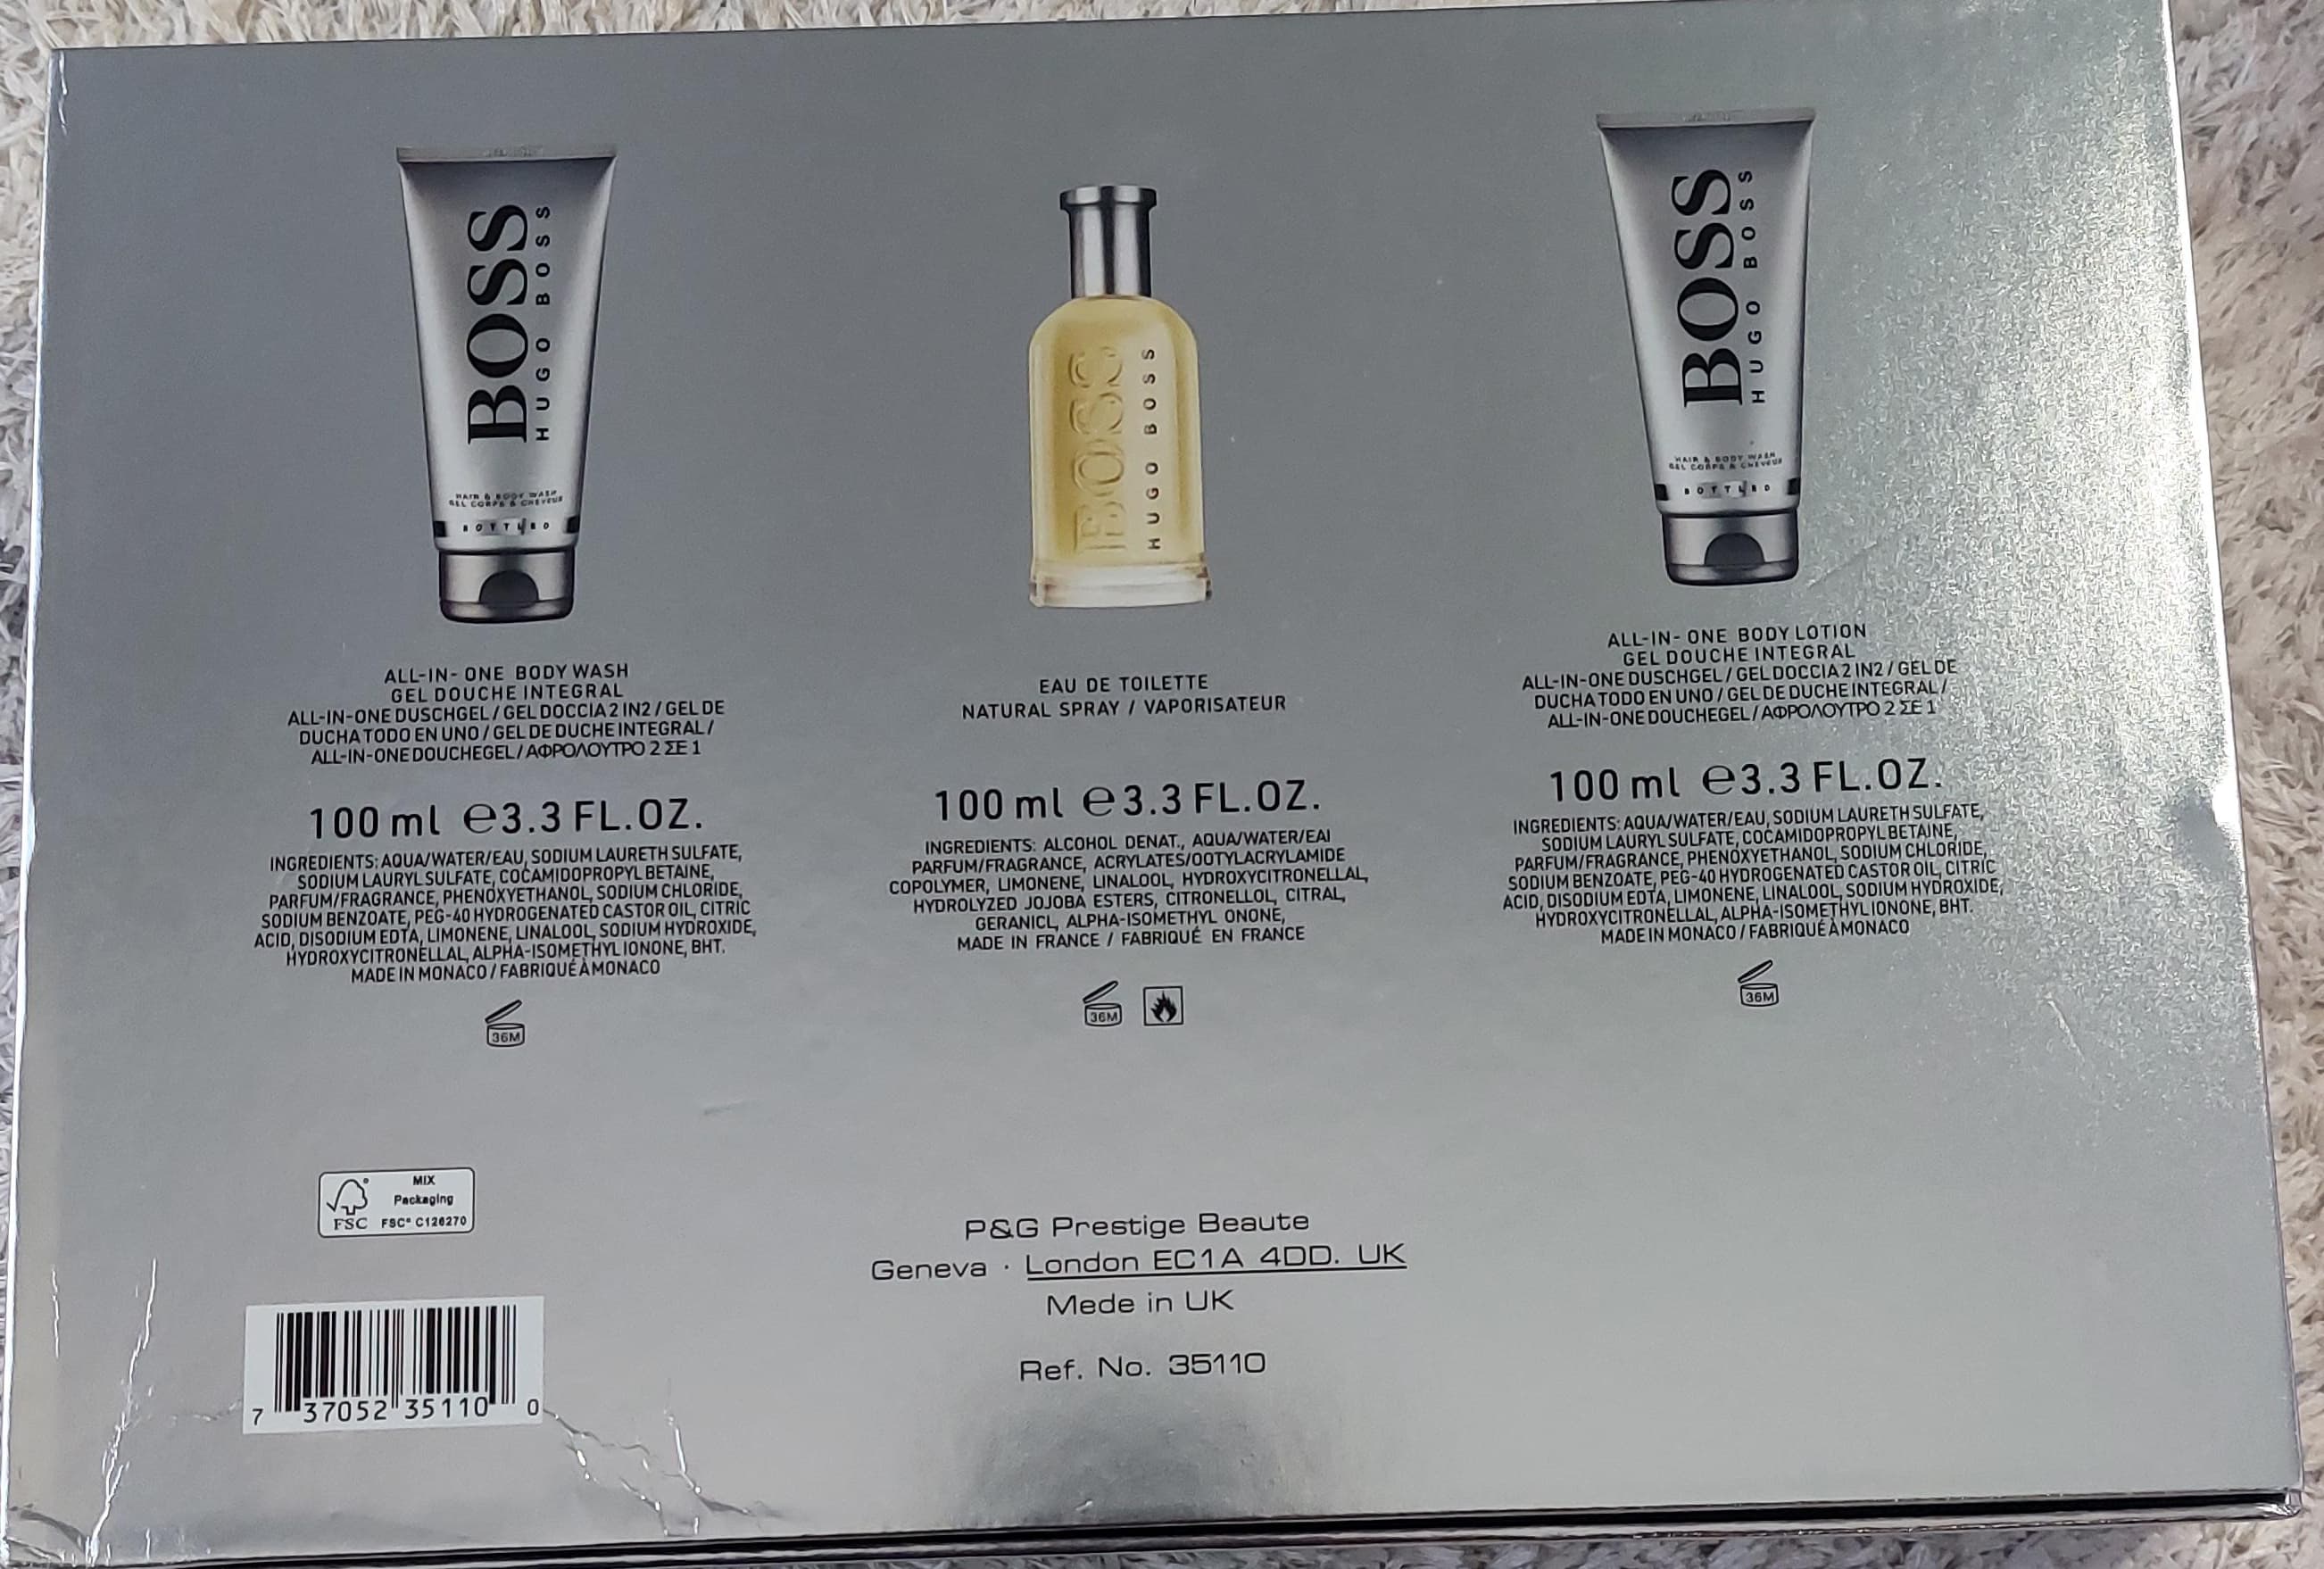 BOSS
HUGO BOSS
HAIR & BODY WASH
GEL CORPS & CHEVEUX
BOTTLED
ALL-IN-ONE BODY WASH
GEL DOUCHE INTEGRAL
ALL-IN-ONE DUSCHGEL / GEL DOCCIA 2 IN2 / GEL DE
DUCHA TODO EN UNO / GEL DE DUCHE INTEGRAL /
ALL-IN-ONE DOUCHEGEL / ΑΦΡΟΛΟΥΤΡΟ 2 ΣΕ 1
100 ml ℮3.3 FL.OZ.
INGREDIENTS: AQUA/WATER/EAU, SODIUM LAURETH SULFATE,
SODIUM LAURYL SULFATE, COCAMIDOPROPYL BETAINE,
PARFUM/FRAGRANCE, PHENOXYETHANOL, SODIUM CHLORIDE,
SODIUM BENZOATE, PEG-40 HYDROGENATED CASTOR OIL, CITRIC
ACID, DISODIUM EDTA, LIMONENE, LINALOOL, SODIUM HYDROXIDE,
HYDROXYCITRONELLAL, ALPHA-ISOMETHYL IONONE, BHT.
MADE IN MONACO / FABRIQUÉ À MONACO
36M
BOSS
HUGO BOSS
EAU DE TOILETTE
NATURAL SPRAY / VAPORISATEUR
100 ml ℮3.3 FL.OZ.
INGREDIENTS: ALCOHOL DENAT., AQUA/WATER/EAI
PARFUM/FRAGRANCE, ACRYLATES/OOTYLACRYLAMIDE
COPOLYMER, LIMONENE, LINALOOL, HYDROXYCITRONELLAL,
HYDROLYZED JOJOBA ESTERS, CITRONELLOL, CITRAL,
GERANICL, ALPHA-ISOMETHYL ONONE,
MADE IN FRANCE / FABRIQUÉ EN FRANCE
36M
BOSS
HUGO BOSS
HAIR & BODY WASH
GEL CORPS & CHEVEUX
BOTTLED
ALL-IN-ONE BODY LOTION
GEL DOUCHE INTEGRAL
ALL-IN-ONE DUSCHGEL / GEL DOCCIA 2 IN2 / GEL DE
DUCHA TODO EN UNO / GEL DE DUCHE INTEGRAL /
ALL-IN-ONE DOUCHEGEL / ΑΦΡΟΛΟΥΤΡΟ 2 ΣΕ 1
100 ml ℮3.3 FL.OZ.
INGREDIENTS: AQUA/WATER/EAU, SODIUM LAURETH SULFATE,
SODIUM LAURYL SULFATE, COCAMIDOPROPYL BETAINE,
PARFUM/FRAGRANCE, PHENOXYETHANOL, SODIUM CHLORIDE,
SODIUM BENZOATE, PEG-40 HYDROGENATED CASTOR OIL, CITRIC
ACID, DISODIUM EDTA, LIMONENE, LINALOOL, SODIUM HYDROXIDE,
HYDROXYCITRONELLAL, ALPHA-ISOMETHYL IONONE, BHT.
MADE IN MONACO / FABRIQUÉ À MONACO
36M
MIX
Packaging
FSC
FSC® C126270
7 37052 35110 0
P&G Prestige Beaute
Geneva · London EC1A 4DD. UK
Mede in UK
Ref. No. 35110